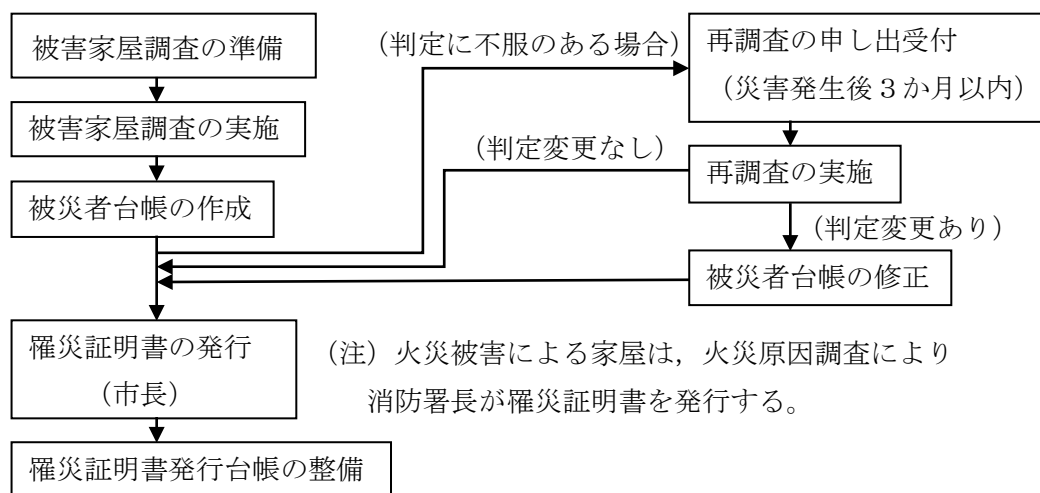 被害家屋調査の準備
被害家屋調査の実施
被災者台帳の作成
（判定に不服のある場合）
再調査の申し出受付
（災害発生後３か月以内）
（判定変更なし）
再調査の実施
（判定変更あり）
被災者台帳の修正
罹災証明書の発行
（市長）
（注）火災被害による家屋は，火災原因調査により
消防署長が罹災証明書を発行する。
罹災証明書発行台帳の整備